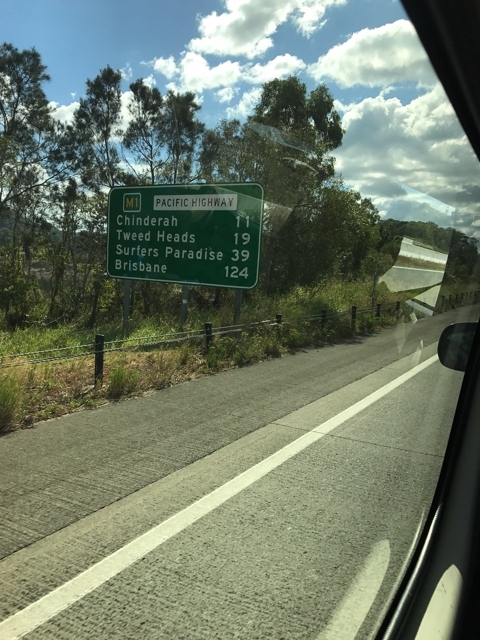 M1 PACIFIC HIGHWAY
Chinderah 11
Tweed Heads 19
Surfers Paradise 39
Brisbane 124